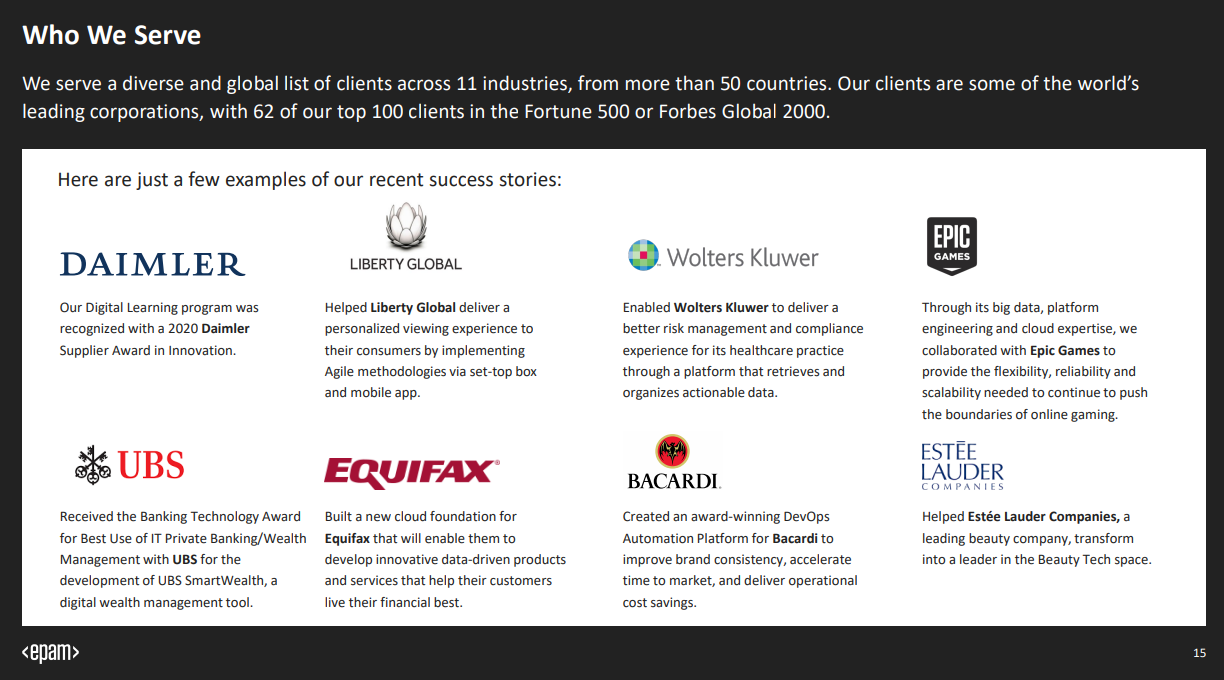 Who We Serve
We serve a diverse and global list of clients across 11 industries, from more than 50 countries. Our clients are some of the world’s
leading corporations, with 62 of our top 100 clients in the Fortune 500 or Forbes Global 2000.
Here are just a few examples of our recent success stories:
DAIMLER
Our Digital Learning program was
recognized with a 2020 Daimler
Supplier Award in Innovation.
LIBERTY GLOBAL
Helped Liberty Global deliver a
personalized viewing experience to
their consumers by implementing
Agile methodologies via set-top box
and mobile app.
Wolters Kluwer
Enabled Wolters Kluwer to deliver a
better risk management and compliance
experience for its healthcare practice
through a platform that retrieves and
organizes actionable data.
EPIC
GAMES
Through its big data, platform
engineering and cloud expertise, we
collaborated with Epic Games to
provide the flexibility, reliability and
scalability needed to continue to push
the boundaries of online gaming.
UBS
Received the Banking Technology Award
for Best Use of IT Private Banking/Wealth
Management with UBS for the
development of UBS SmartWealth, a
digital wealth management tool.
EQUIFAX®
Built a new cloud foundation for
Equifax that will enable them to
develop innovative data-driven products
and services that help their customers
live their financial best.
BACARDI.
Created an award-winning DevOps
Automation Platform for Bacardi to
improve brand consistency, accelerate
time to market, and deliver operational
cost savings.
ESTĒE
LAUDER
COMPANIES
Helped Estée Lauder Companies, a
leading beauty company, transform
into a leader in the Beauty Tech space.
<epam>
15